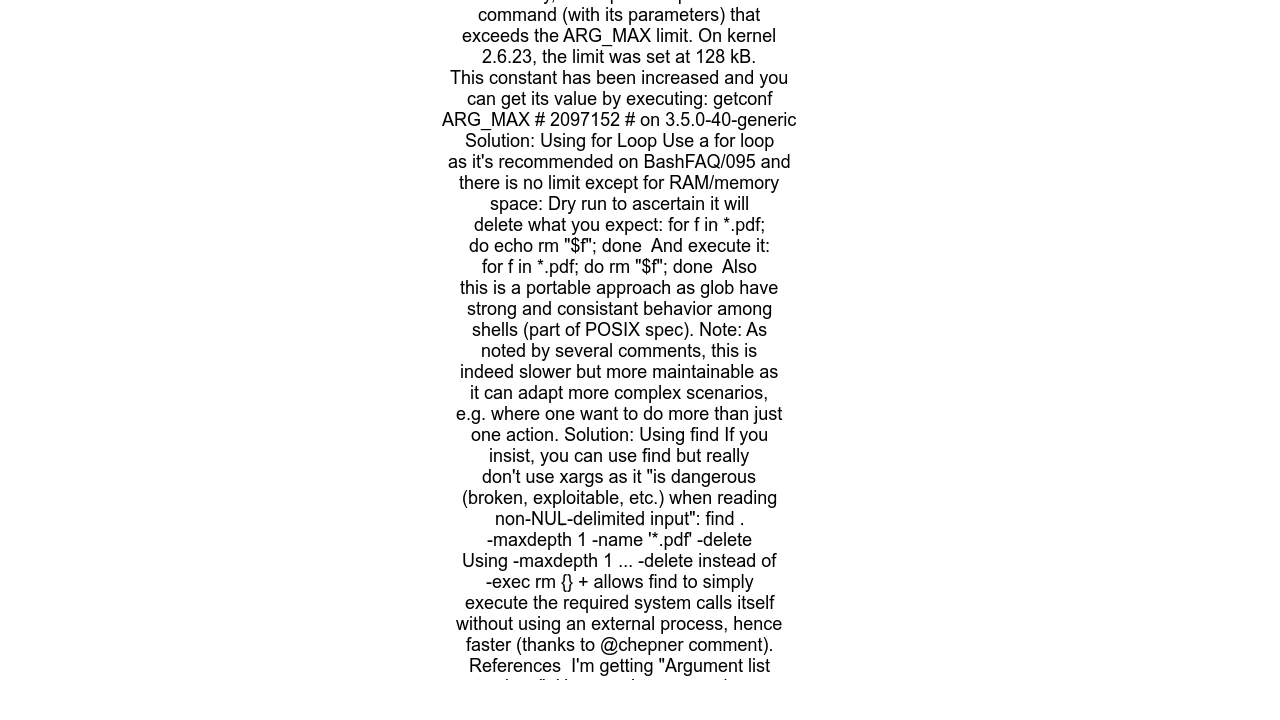 command (with its parameters) that
exceeds the ARG_MAX limit. On kernel
2.6.23, the limit was set at 128 kB.
This constant has been increased and you
can get its value by executing: getconf
ARG_MAX # 2097152 # on 3.5.0-40-generic
Solution: Using for Loop Use a for loop
as it's recommended on BashFAQ/095 and
there is no limit except for RAM/memory
space: Dry run to ascertain it will
delete what you expect: for f in *.pdf;
do echo rm "$f"; done  And execute it:
for f in *.pdf; do rm "$f"; done  Also
this is a portable approach as glob have
strong and consistant behavior among
shells (part of POSIX spec). Note: As
noted by several comments, this is
indeed slower but more maintainable as
it can adapt more complex scenarios,
e.g. where one want to do more than just
one action. Solution: Using find If you
insist, you can use find but really
don't use xargs as it "is dangerous
(broken, exploitable, etc.) when reading
non-NUL-delimited input": find .
-maxdepth 1 -name '*.pdf' -delete
Using -maxdepth 1 ... -delete instead of
-exec rm {} + allows find to simply
execute the required system calls itself
without using an external process, hence
faster (thanks to @chepner comment).
References  I'm getting "Argument list